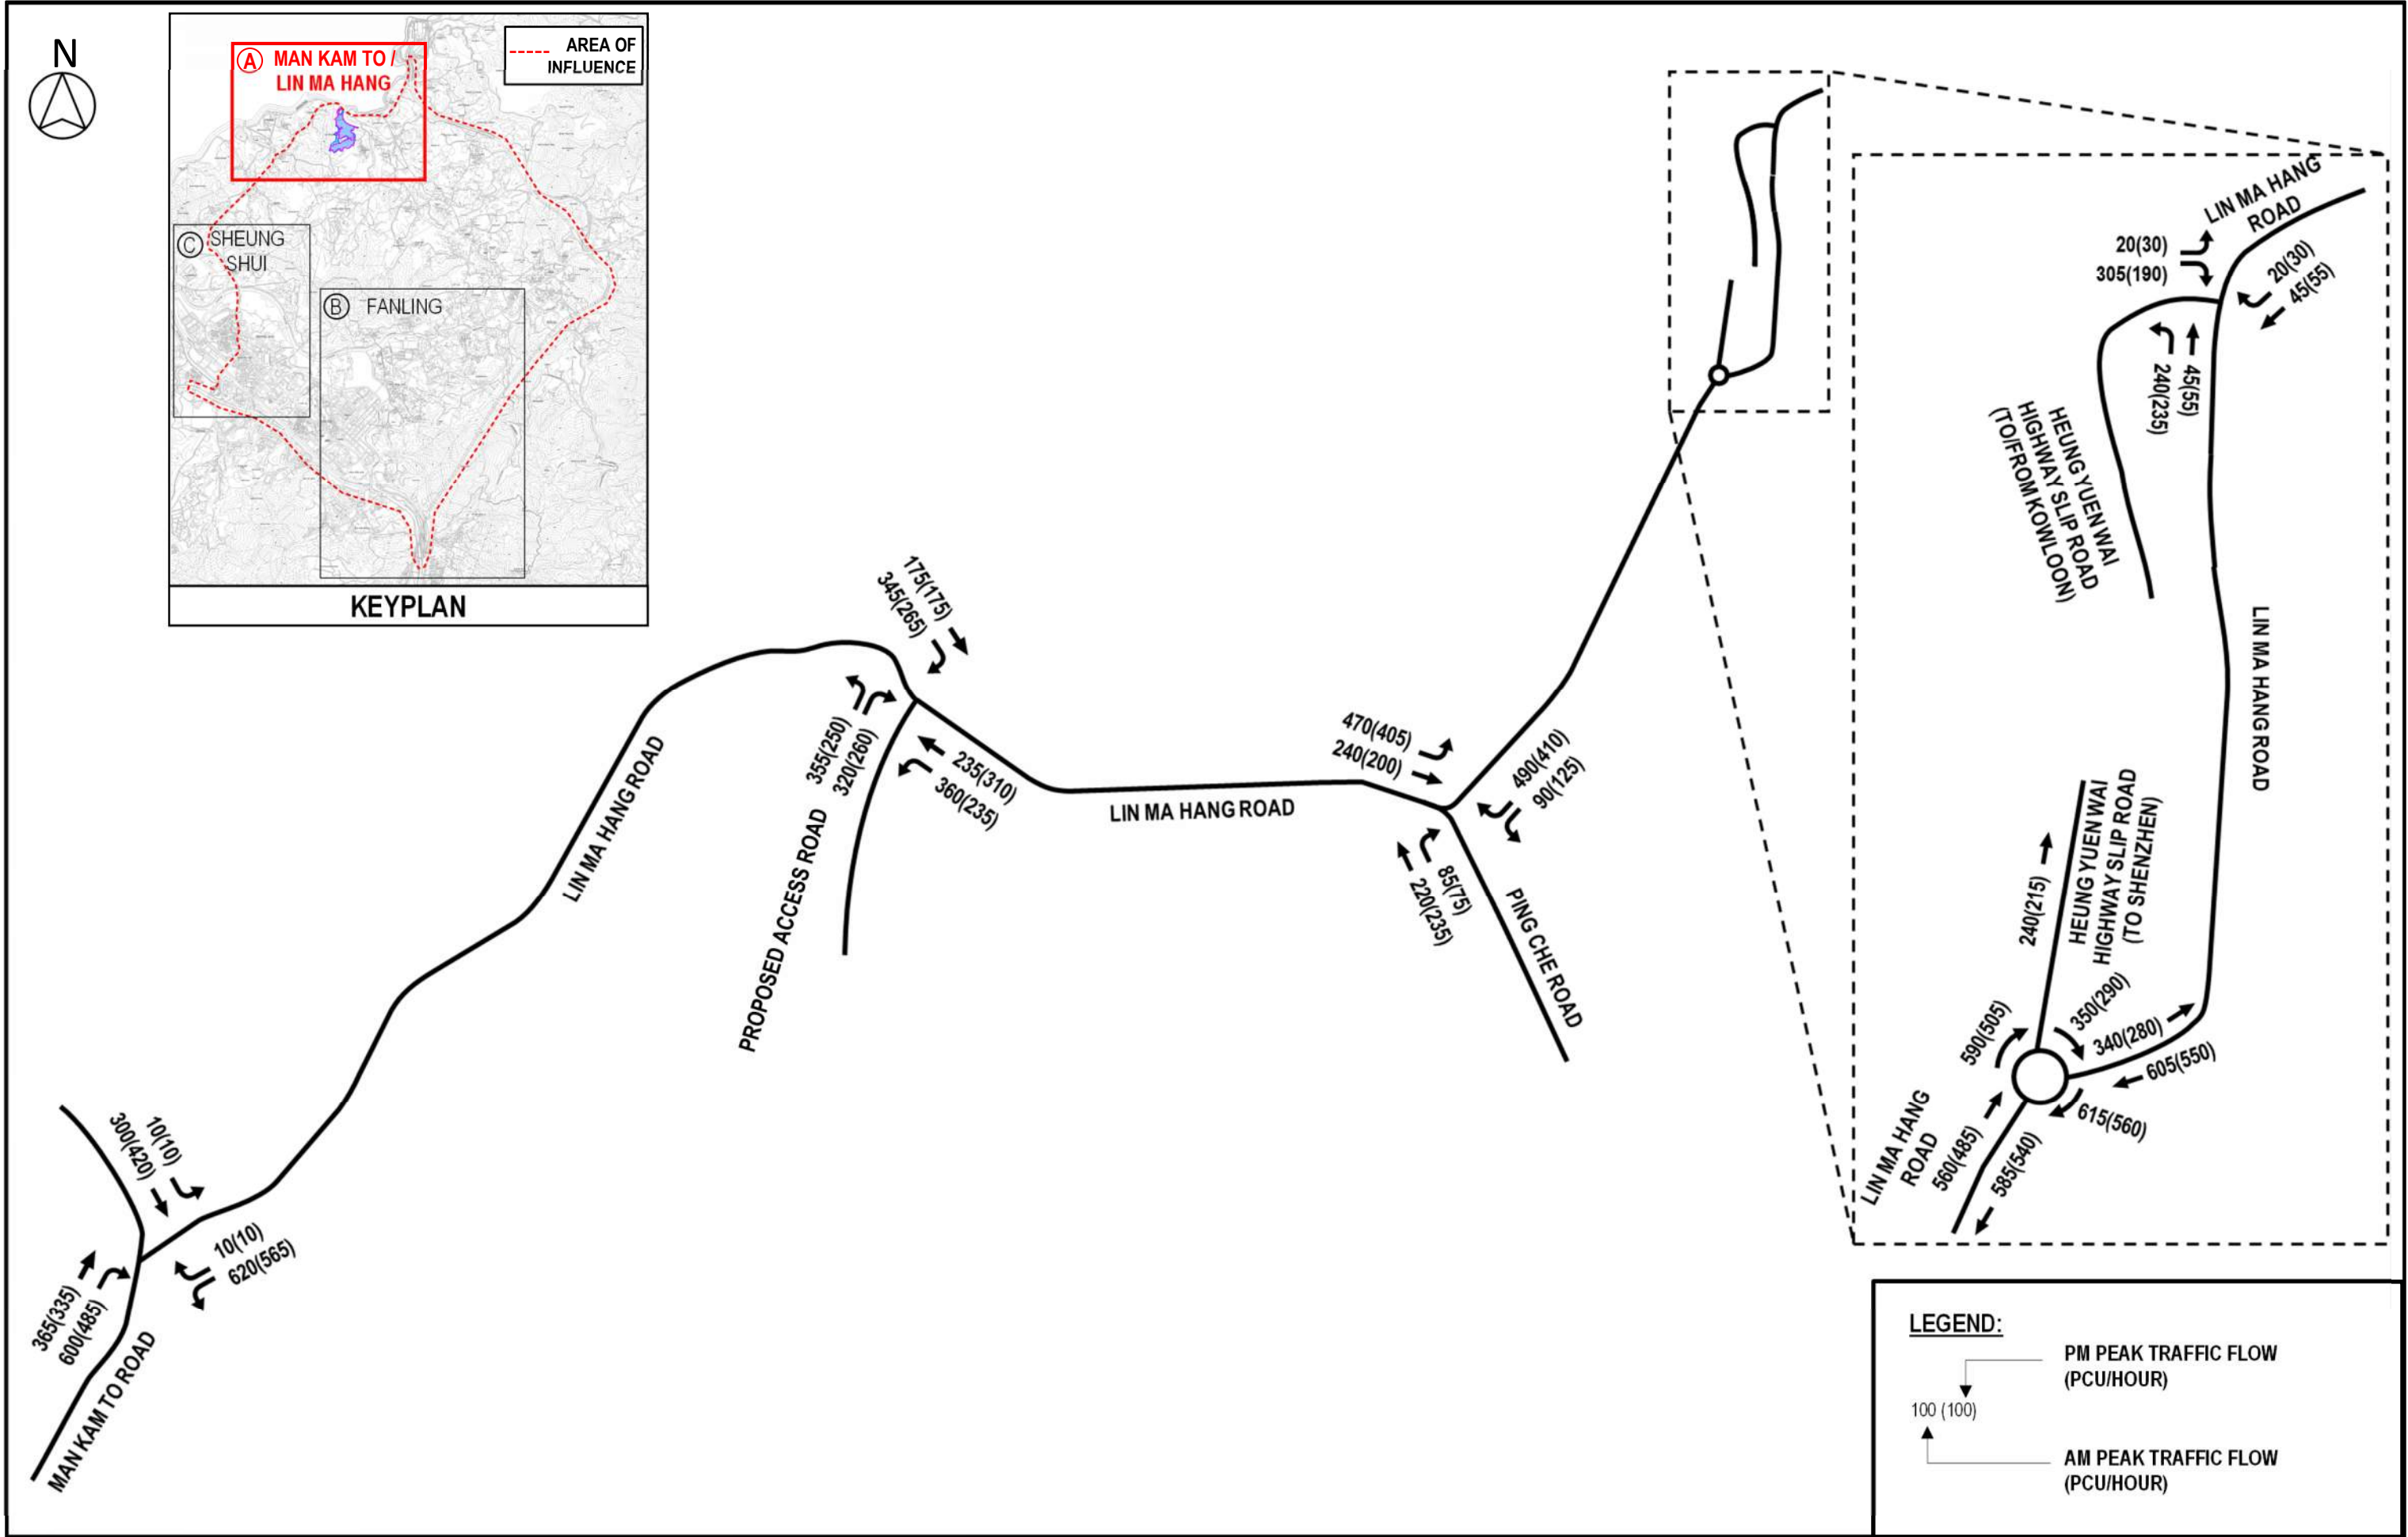 N
AREA OF
INFLUENCE
Ⓐ MAN KAM TO /
LIN MA HANG
Ⓒ SHEUNG
SHUI
Ⓑ FANLING
KEYPLAN
LIN MA HANG
ROAD
20(30)
305(190)
20(30)
45(55)
240(235)
45(55)
HEUNG YUEN WAI
HIGHWAY SLIP ROAD
(TO/FROM KOWLOON)
LIN MA HANG ROAD
175(175)
345(265)
355(250)
320(260)
235(310)
360(235)
LIN MA HANG ROAD
PROPOSED ACCESS ROAD
LIN MA HANG ROAD
470(405)
240(200)
490(410)
90(125)
85(75)
220(235)
PING CHE ROAD
240(215)
HEUNG YUEN WAI
HIGHWAY SLIP ROAD
(TO SHENZHEN)
590(505)
350(290)
340(280)
605(550)
615(560)
LIN MA HANG
ROAD
560(485)
585(540)
10(10)
300(420)
10(10)
620(565)
365(335)
600(485)
MAN KAM TO ROAD
LEGEND:
PM PEAK TRAFFIC FLOW
(PCU/HOUR)
100 (100)
AM PEAK TRAFFIC FLOW
(PCU/HOUR)